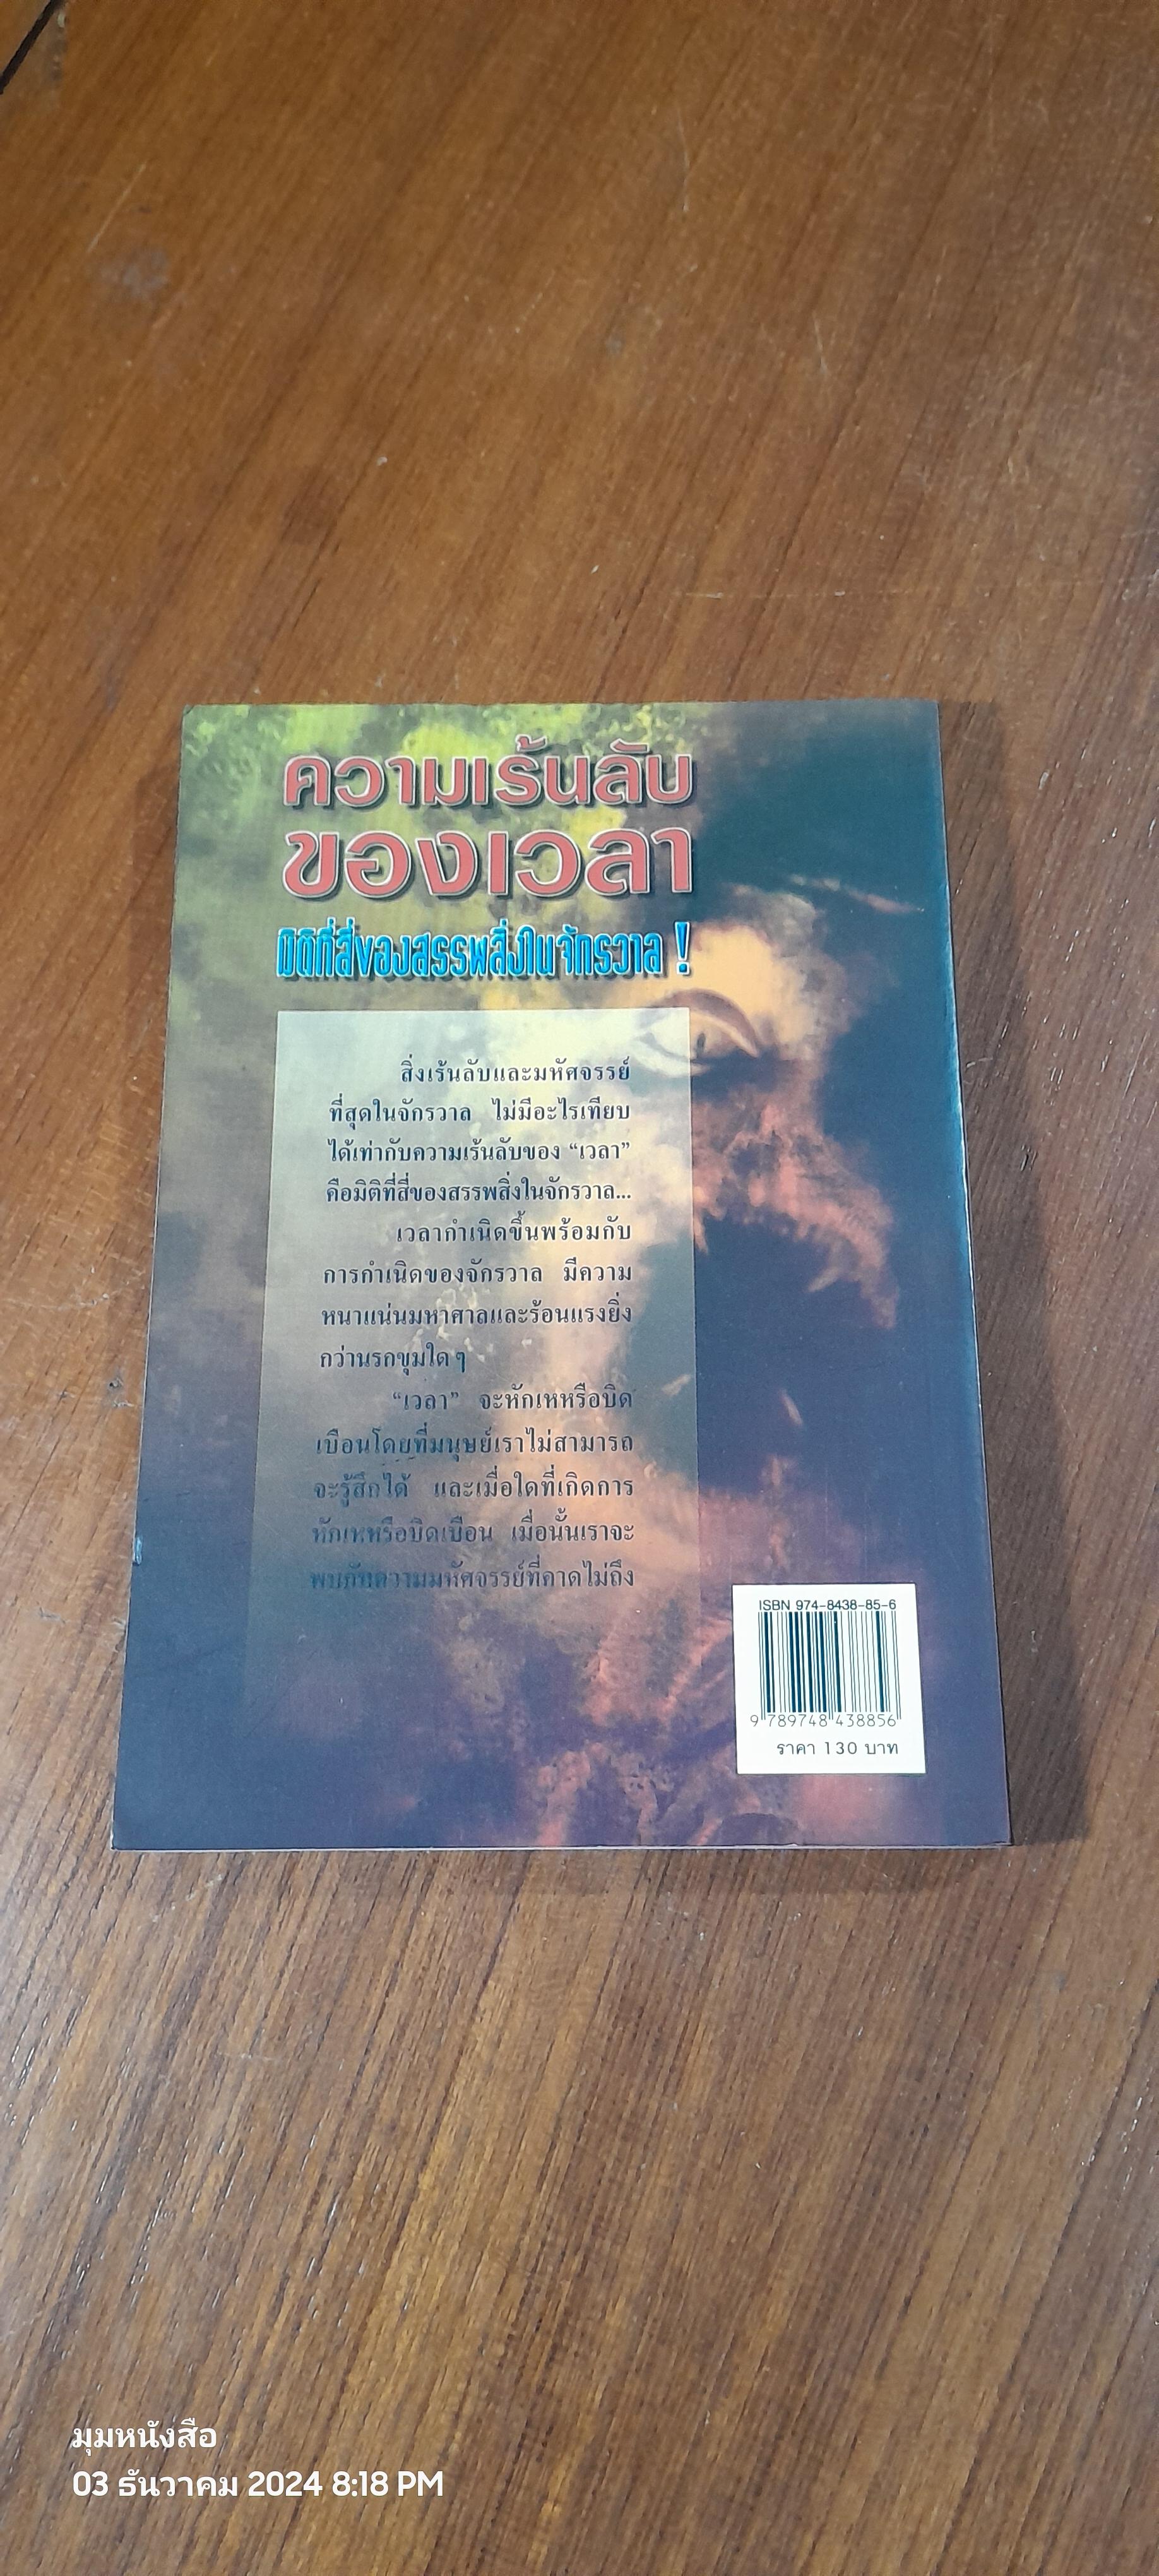 ความเร้นลับ
ของเวลา
มิติที่สี่ของสรรพสิ่งในจักรวาล !
สิ่งเร้นลับและมหัศจรรย์
ที่สุดในจักรวาล ไม่มีอะไรเทียบ
ได้เท่ากับความเร้นลับของ “เวลา”
คือมิติที่สี่ของสรรพสิ่งในจักรวาล...
เวลากำเนิดขึ้นพร้อมกับ
การกำเนิดของจักรวาล มีความ
หนาแน่นมหาศาลและร้อนแรงยิ่ง
กว่านรกขุมใด ๆ
“เวลา” จะหักเหหรือบิด
เบือนโดยที่มนุษย์เราไม่สามารถ
จะรู้สึกได้ และเมื่อใดที่เกิดการ
หักเหหรือบิดเบือน เมื่อนั้นเราจะ
พบกับความมหัศจรรย์ที่คาดไม่ถึง
ISBN 974-8438-85-6
9 789748 438856
ราคา 130 บาท
มุมหนังสือ
03 ธันวาคม 2024 8:18 PM